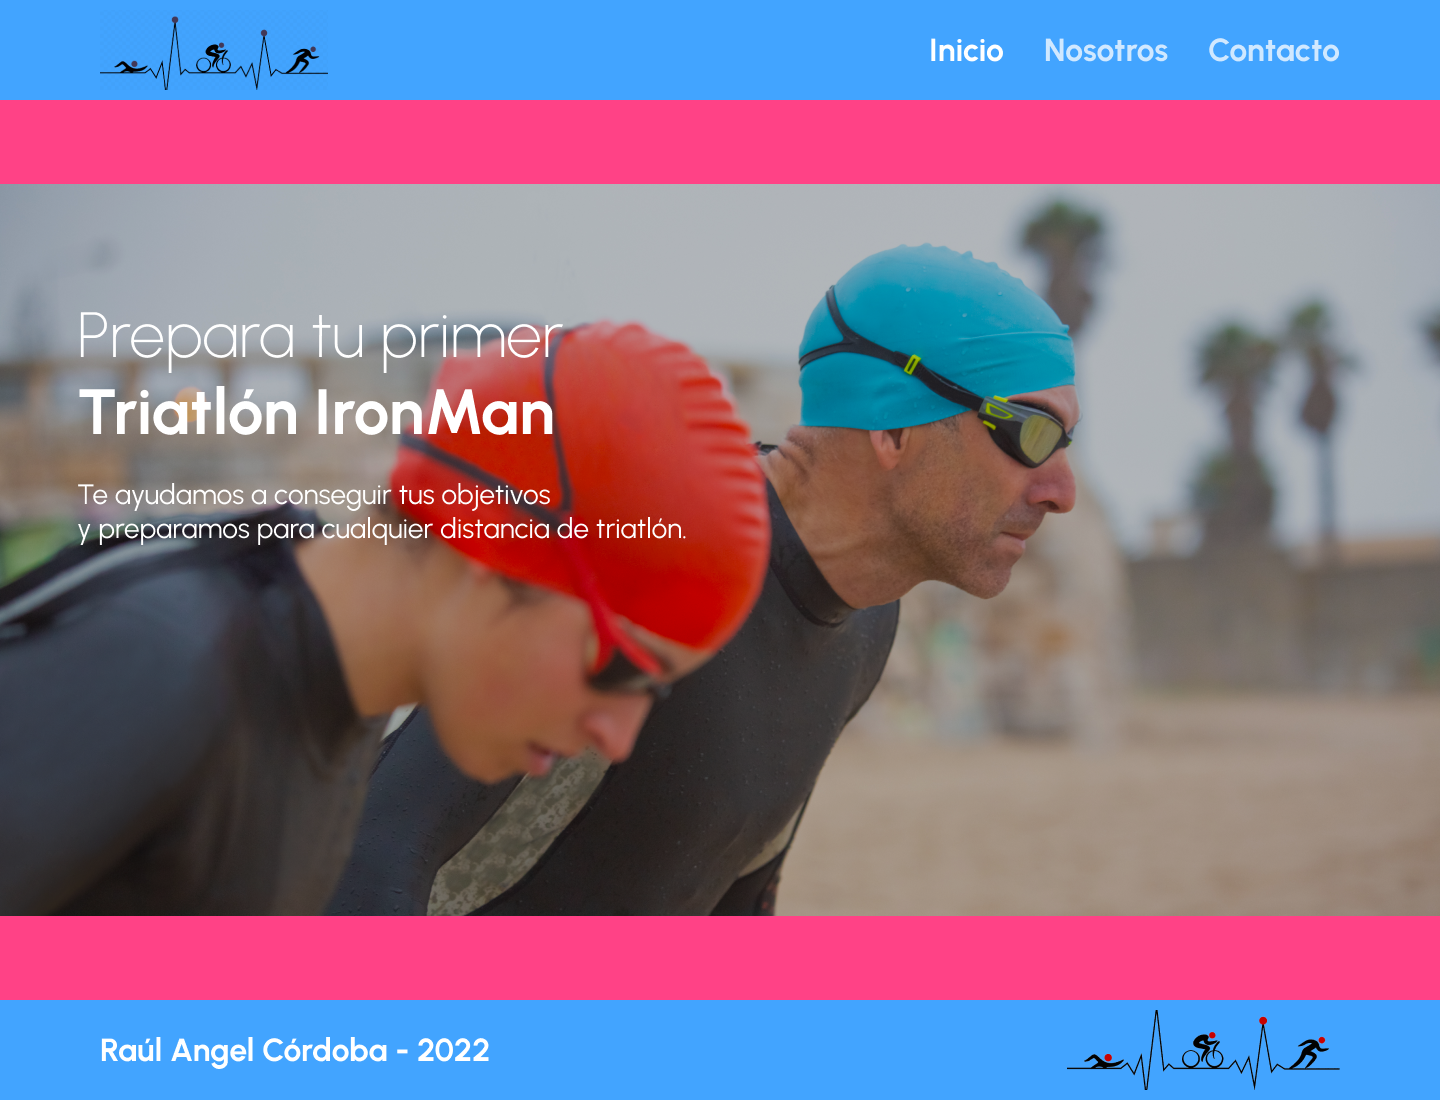 Inicio Nosotros Contacto
Prepara tu primer
Triatlón IronMan
Te ayudamos a conseguir tus objetivos
y preparamos para cualquier distancia de triatlón.
Raúl Angel Córdoba - 2022